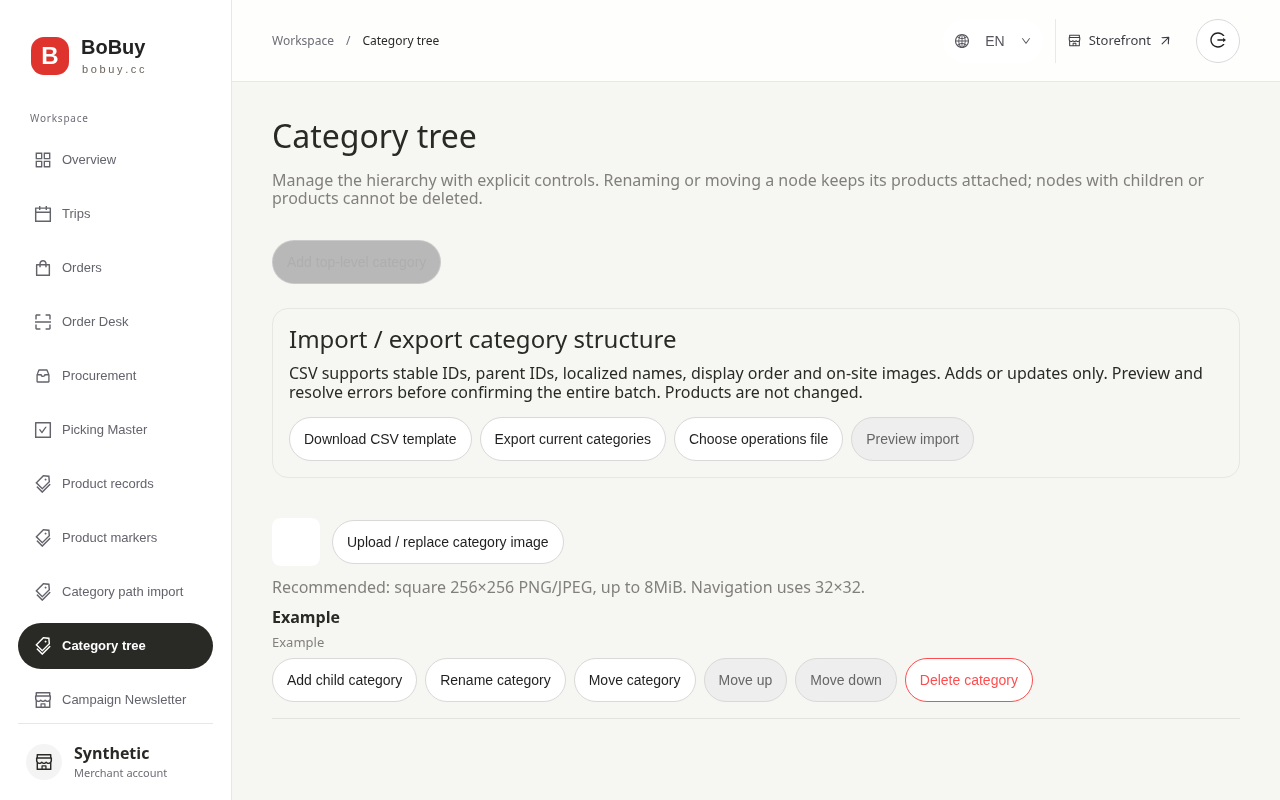 B
BoBuy
bobuy.cc
Workspace
Overview
Trips
Orders
Order Desk
Procurement
Picking Master
Product records
Product markers
Category path import
Category tree
Campaign Newsletter
Synthetic
Merchant account
Workspace / Category tree
EN
Storefront
Category tree
Manage the hierarchy with explicit controls. Renaming or moving a node keeps its products attached; nodes with children or
products cannot be deleted.
Add top-level category
Import / export category structure
CSV supports stable IDs, parent IDs, localized names, display order and on-site images. Adds or updates only. Preview and
resolve errors before confirming the entire batch. Products are not changed.
Download CSV template
Export current categories
Choose operations file
Preview import
Upload / replace category image
Recommended: square 256×256 PNG/JPEG, up to 8MiB. Navigation uses 32×32.
Example
Example
Add child category
Rename category
Move category
Move up
Move down
Delete category